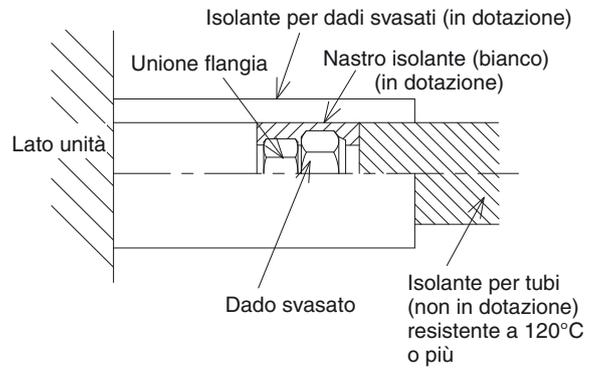 Isolante per dadi svasati (in dotazione)
Unione flangia
Nastro isolante (bianco)
(in dotazione)
Lato unità
Dado svasato
Isolante per tubi
(non in dotazione)
resistente a 120°C
o più